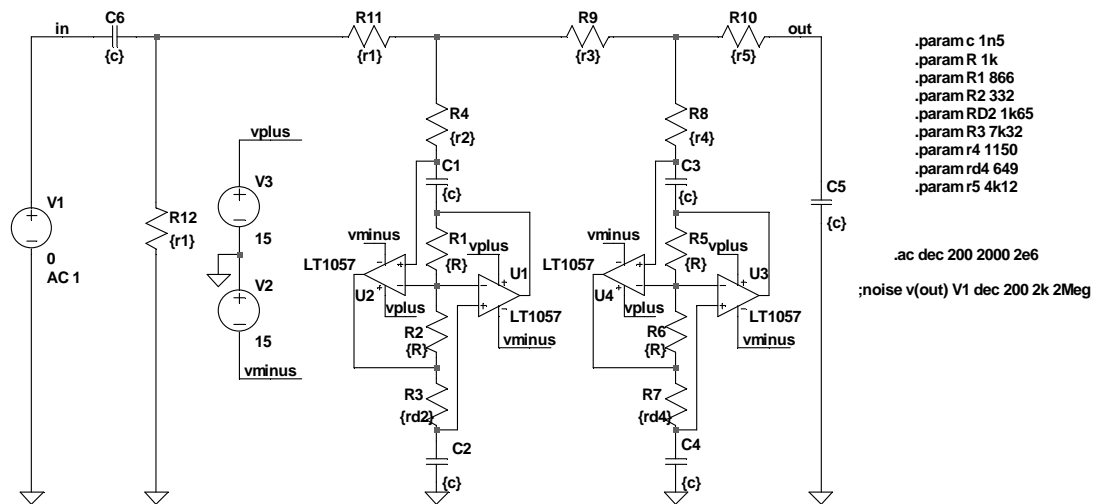 in
C6
{c}
R11
{r1}
R9
{r3}
R10
{r5}
out
.param c 1n5
.param R 1k
.param R1 866
.param R2 332
.param RD2 1k65
.param R3 7k32
.param r4 1150
.param rd4 649
.param r5 4k12
R4
{r2}
R8
{r4}
vplus
V3
15
C1
{c}
C3
{c}
V1
0
AC 1
R12
{r1}
V2
15
vminus
vminus
LT1057
U2
vplus
R1
{R}
vplus
U1
LT1057
vminus
R2
{R}
R3
{rd2}
C2
{c}
vminus
LT1057
U4
vplus
R5
{R}
vplus
U3
LT1057
vminus
R6
{R}
R7
{rd4}
C4
{c}
C5
{c}
.ac dec 200 2000 2e6
;noise v(out) V1 dec 200 2k 2Meg